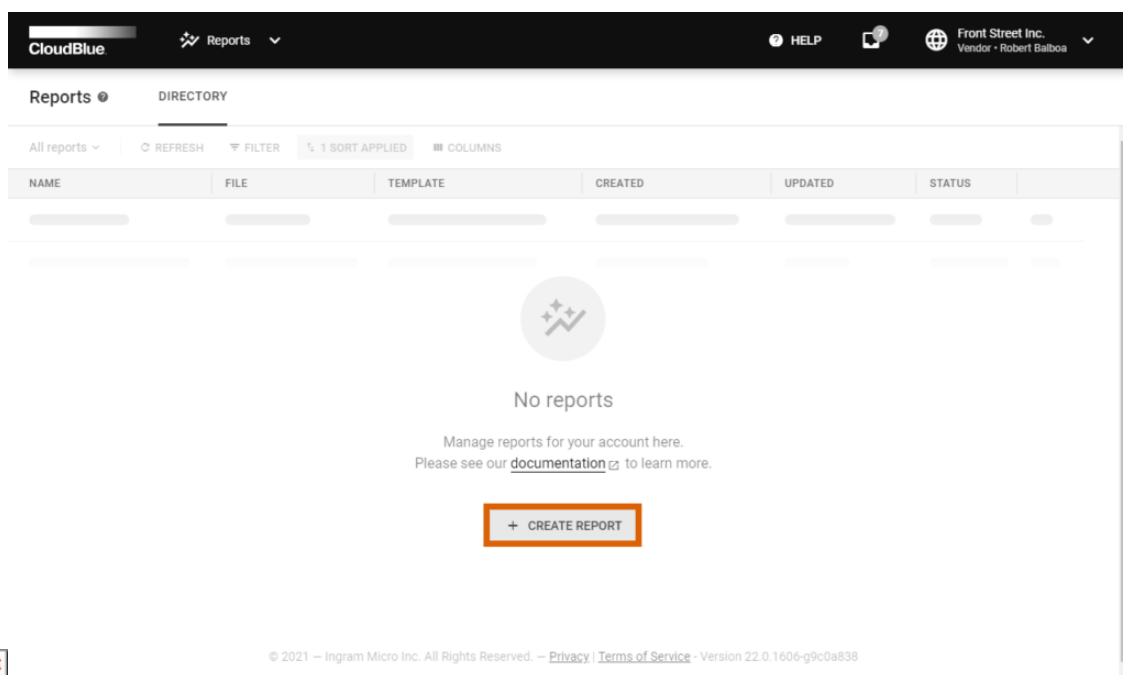 CloudBlue Reports HELP 7 Front Street Inc.
Vendor • Robert Balboa
Reports DIRECTORY
All reports REFRESH FILTER 1 SORT APPLIED COLUMNS
NAME FILE TEMPLATE CREATED UPDATED STATUS
No reports
Manage reports for your account here.
Please see our documentation to learn more.
+ CREATE REPORT
© 2021 — Ingram Micro Inc. All Rights Reserved. — Privacy | Terms of Service - Version 22.0.1606-g9c0a838